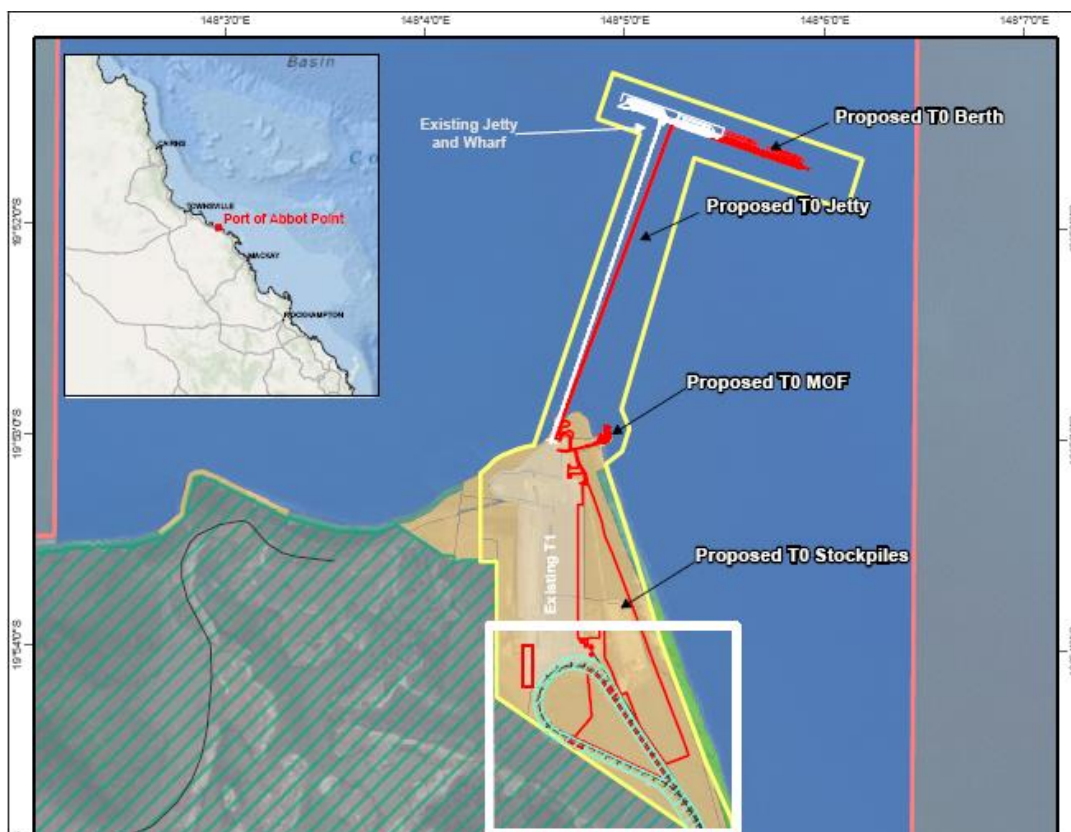 148°3'0"E
148°4'0"E
148°5'0"E
148°6'0"E
148°7'0"E
Basin
CAIRNS
TOWNSVILLE
Port of Abbot Point
MACKAY
ROCKHAMPTON
Existing Jetty
and Wharf
Proposed T0 Berth
Proposed T0 Jetty
Proposed T0 MOF
Existing T1
Proposed T0 Stockpiles
19°52'0"S
19°53'0"S
19°54'0"S